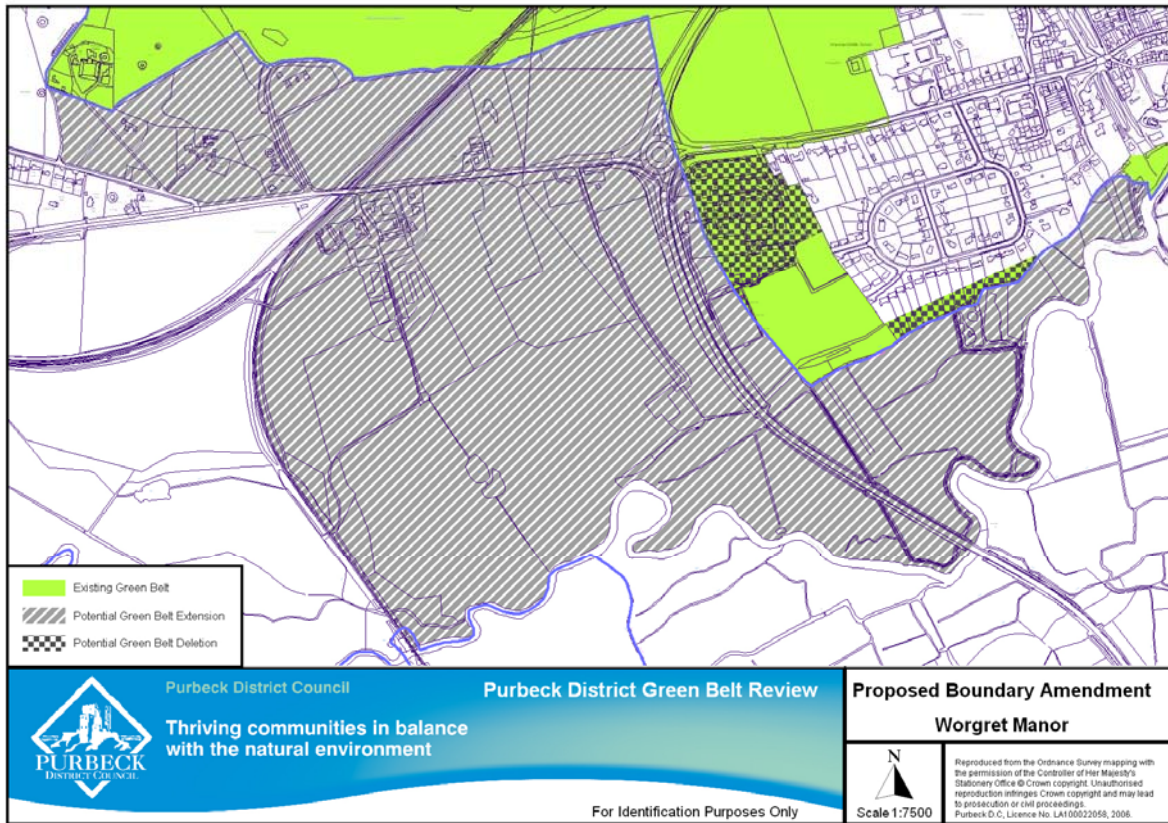 Existing Green Belt
Potential Green Belt Extension
Potential Green Belt Deletion
PURBECK
DISTRICT COUNCIL
Purbeck District Council
Thriving communities in balance
with the natural environment
Purbeck District Green Belt Review
For Identification Purposes Only
Proposed Boundary Amendment
Worgret Manor
N
Scale 1:7500
Reproduced from the Ordnance Survey mapping with
the permission of the Controller of Her Majesty's
Stationery Office © Crown copyright. Unauthorised
reproduction infringes Crown copyright and may lead
to prosecution or civil proceedings.
Purbeck D.C, Licence No. LA100022058, 2006.